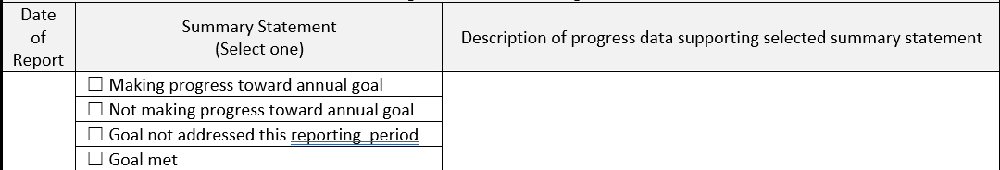 Date
of
Report
Summary Statement
(Select one)
Description of progress data supporting selected summary statement
☐ Making progress toward annual goal
☐ Not making progress toward annual goal
☐ Goal not addressed this reporting period
☐ Goal met